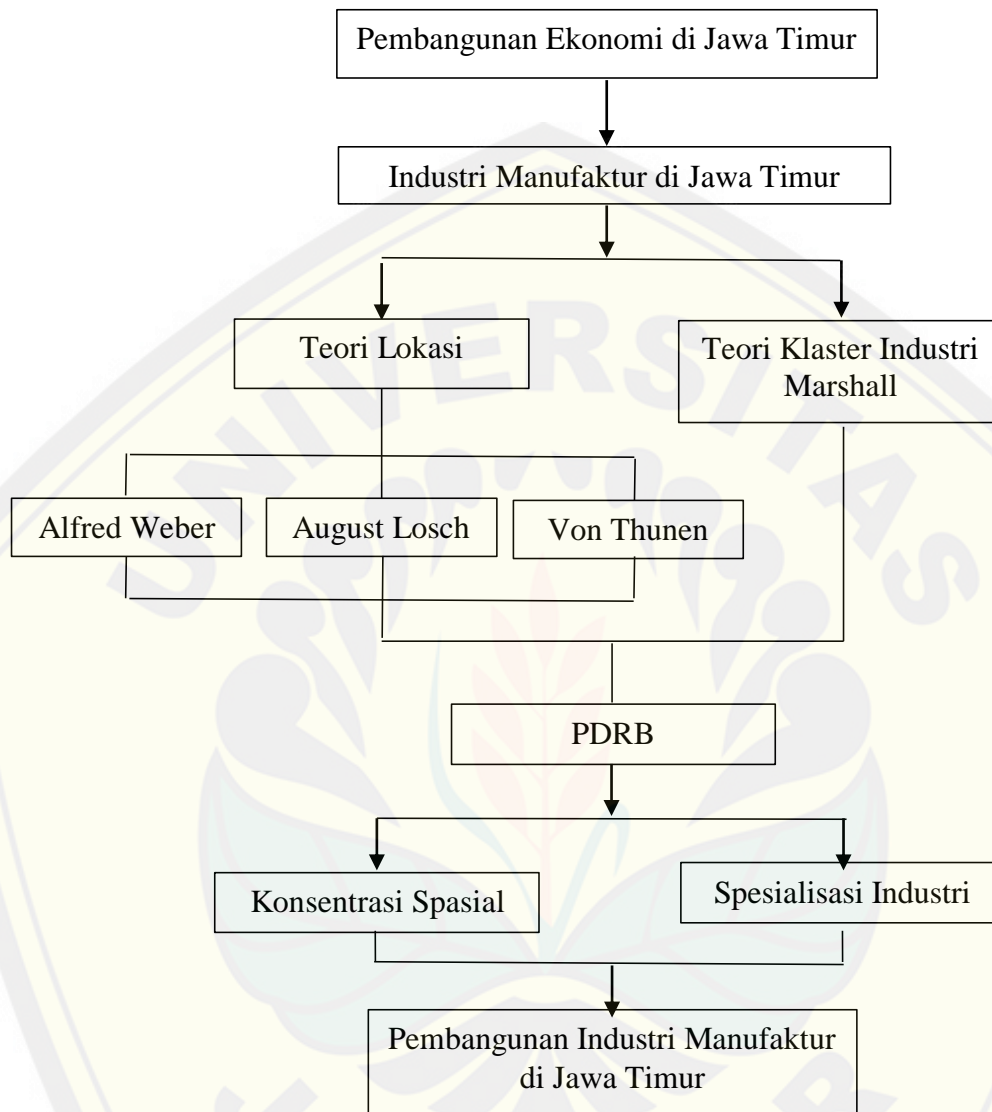 Pembangunan Ekonomi di Jawa Timur
Industri Manufaktur di Jawa Timur
Teori Lokasi
Teori Klaster Industri
Marshall
Alfred Weber
August Losch
Von Thunen
PDRB
Konsentrasi Spasial
Spesialisasi Industri
Pembangunan Industri Manufaktur
di Jawa Timur
UNIVERSITAS